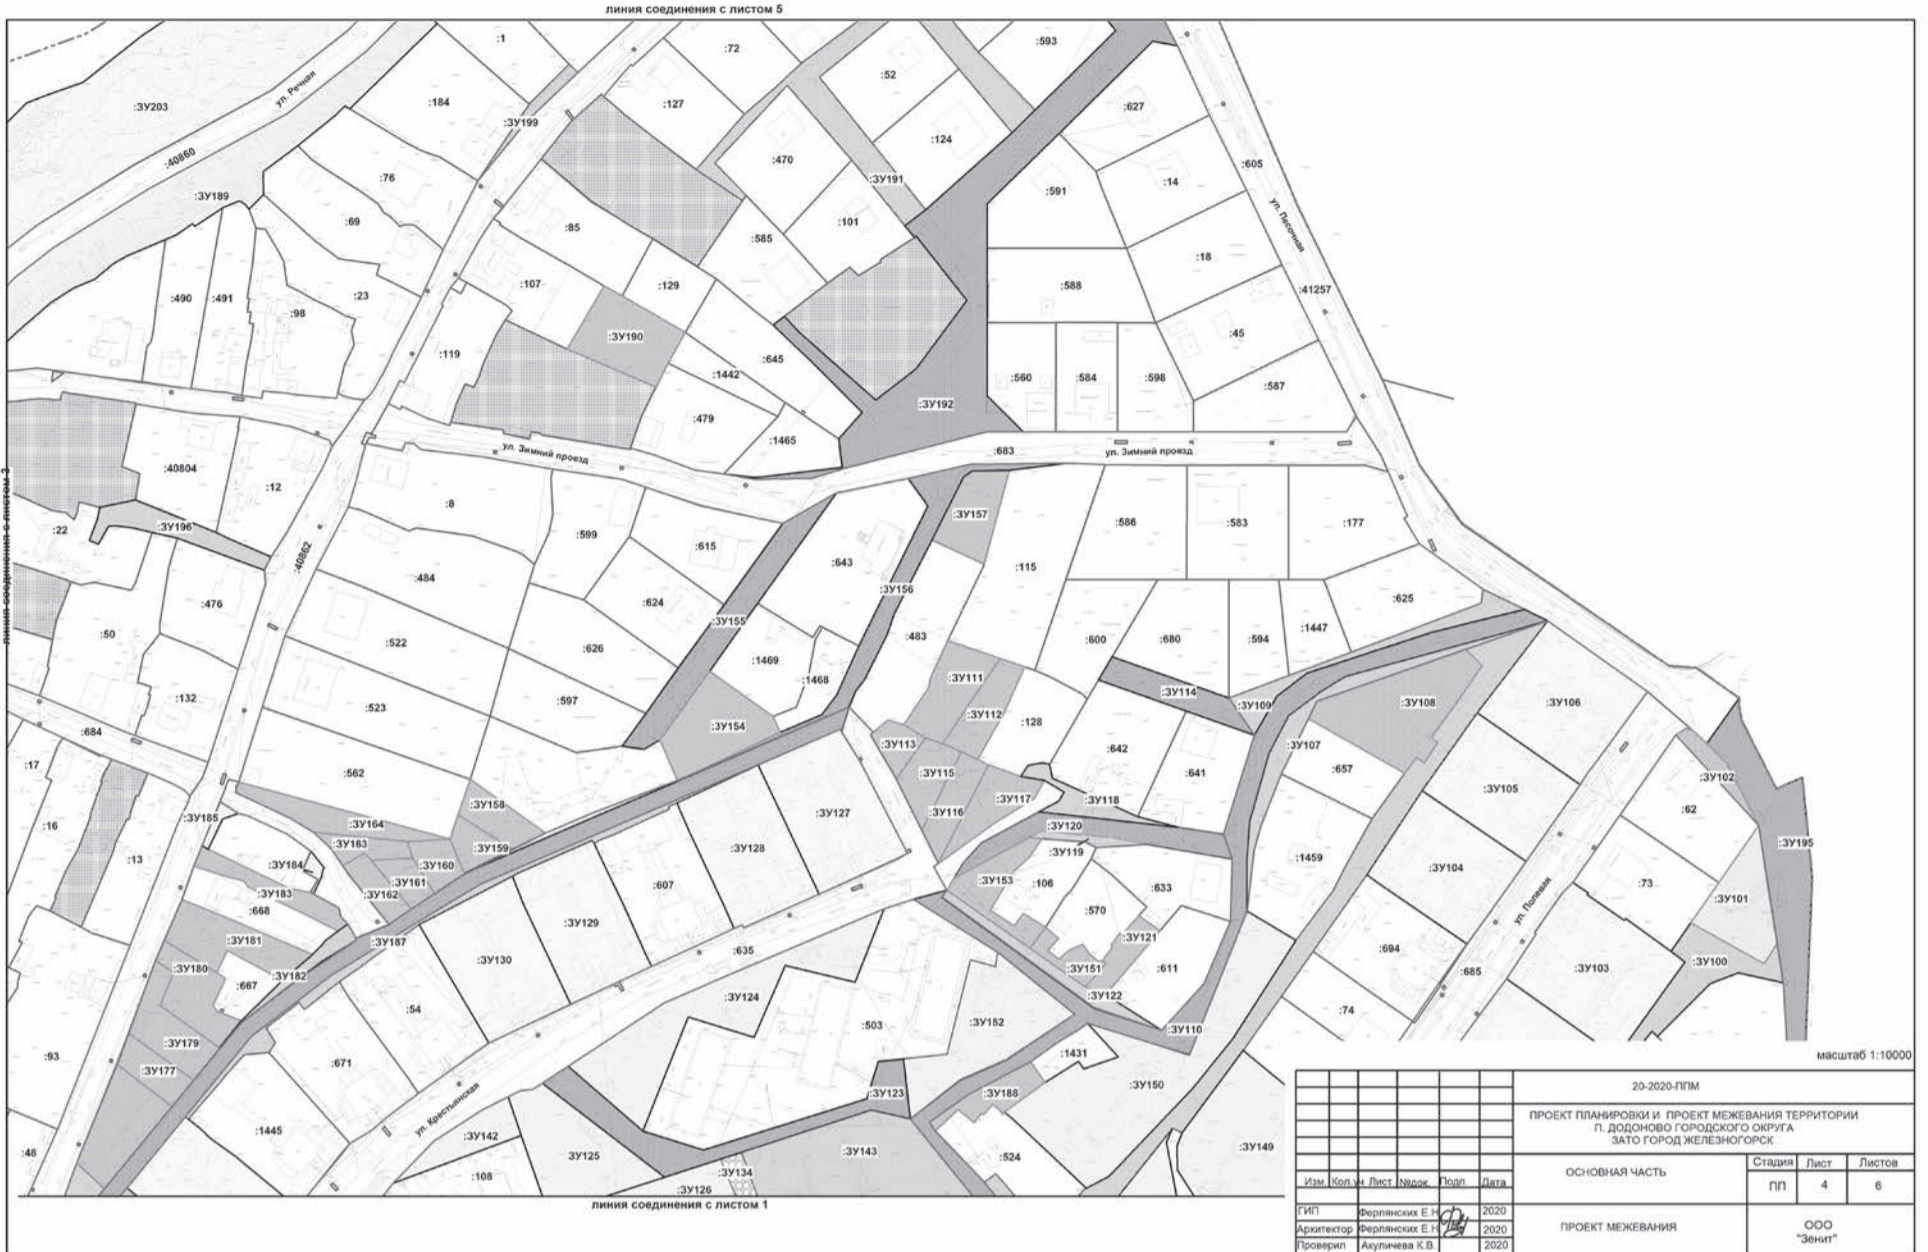 линия соединения с листом 5
:1
:72
:593
:52
:ЗУ203
ул. Речная
:184
:ЗУ199
:127
:627
:124
:40860
:470
:605
:76
:ЗУ191
:14
:591
:ЗУ189
:69
:85
:585
:101
ул. Песочная
:18
:490
:491
:98
:23
:107
:129
:588
:41257
:ЗУ190
:45
:119
:645
:1442
:560
:584
:598
:587
:ЗУ192
:479
:1465
ул. Зимний проезд
:683
ул. Зимний проезд
:40804
линия соединения с листом 3
:12
:8
:22
:ЗУ196
:599
:615
:ЗУ157
:586
:583
:177
:40862
:484
:643
:115
:476
:624
:ЗУ156
:625
:50
:522
:626
:ЗУ155
:483
:600
:680
:594
:1447
:1469
:1468
:132
:523
:597
:ЗУ154
:ЗУ111
:ЗУ112
:128
:ЗУ114
:ЗУ109
:ЗУ108
:ЗУ106
:684
:17
:562
:ЗУ113
:642
:ЗУ107
:657
:ЗУ115
:641
:ЗУ102
:ЗУ158
:ЗУ117
:ЗУ118
:ЗУ105
:16
:ЗУ185
:ЗУ164
:ЗУ127
:ЗУ116
:62
:13
:ЗУ163
:ЗУ159
:ЗУ128
:ЗУ120
:ЗУ195
:ЗУ184
:ЗУ160
:ЗУ119
:1459
:ЗУ104
:ЗУ183
:ЗУ162
:ЗУ161
:607
:ЗУ153
:106
:633
:73
:668
:ЗУ129
:570
ул. Полевая
:ЗУ101
:ЗУ181
:ЗУ187
:635
:ЗУ121
:694
:ЗУ180
:ЗУ182
:ЗУ130
:ЗУ151
:611
:685
:ЗУ103
:ЗУ100
:667
:54
:ЗУ124
:ЗУ122
:74
:503
:ЗУ152
:ЗУ110
:93
:ЗУ179
:671
:1431
:ЗУ177
:ЗУ123
:ЗУ188
:ЗУ150
ул. Крестьянская
:1445
:ЗУ142
:ЗУ125
:ЗУ143
:524
:ЗУ149
:48
:108
:ЗУ134
:ЗУ126
линия соединения с листом 1
масштаб 1:10000
20-2020-ППМ
ПРОЕКТ ПЛАНИРОВКИ И ПРОЕКТ МЕЖЕВАНИЯ ТЕРРИТОРИИ
П. ДОДОНОВО ГОРОДСКОГО ОКРУГА
ЗАТО ГОРОД ЖЕЛЕЗНОГОРСК
ОСНОВНАЯ ЧАСТЬ
Стадия Лист Листов
ПП 4 6
Изм. Кол.уч Лист №док. Подп. Дата
ГИП Ферлянских Е.Н 2020
Архитектор Ферлянских Е.Н 2020
Проверил Акуличева К.В. 2020
ПРОЕКТ МЕЖЕВАНИЯ
ООО
"Зенит"